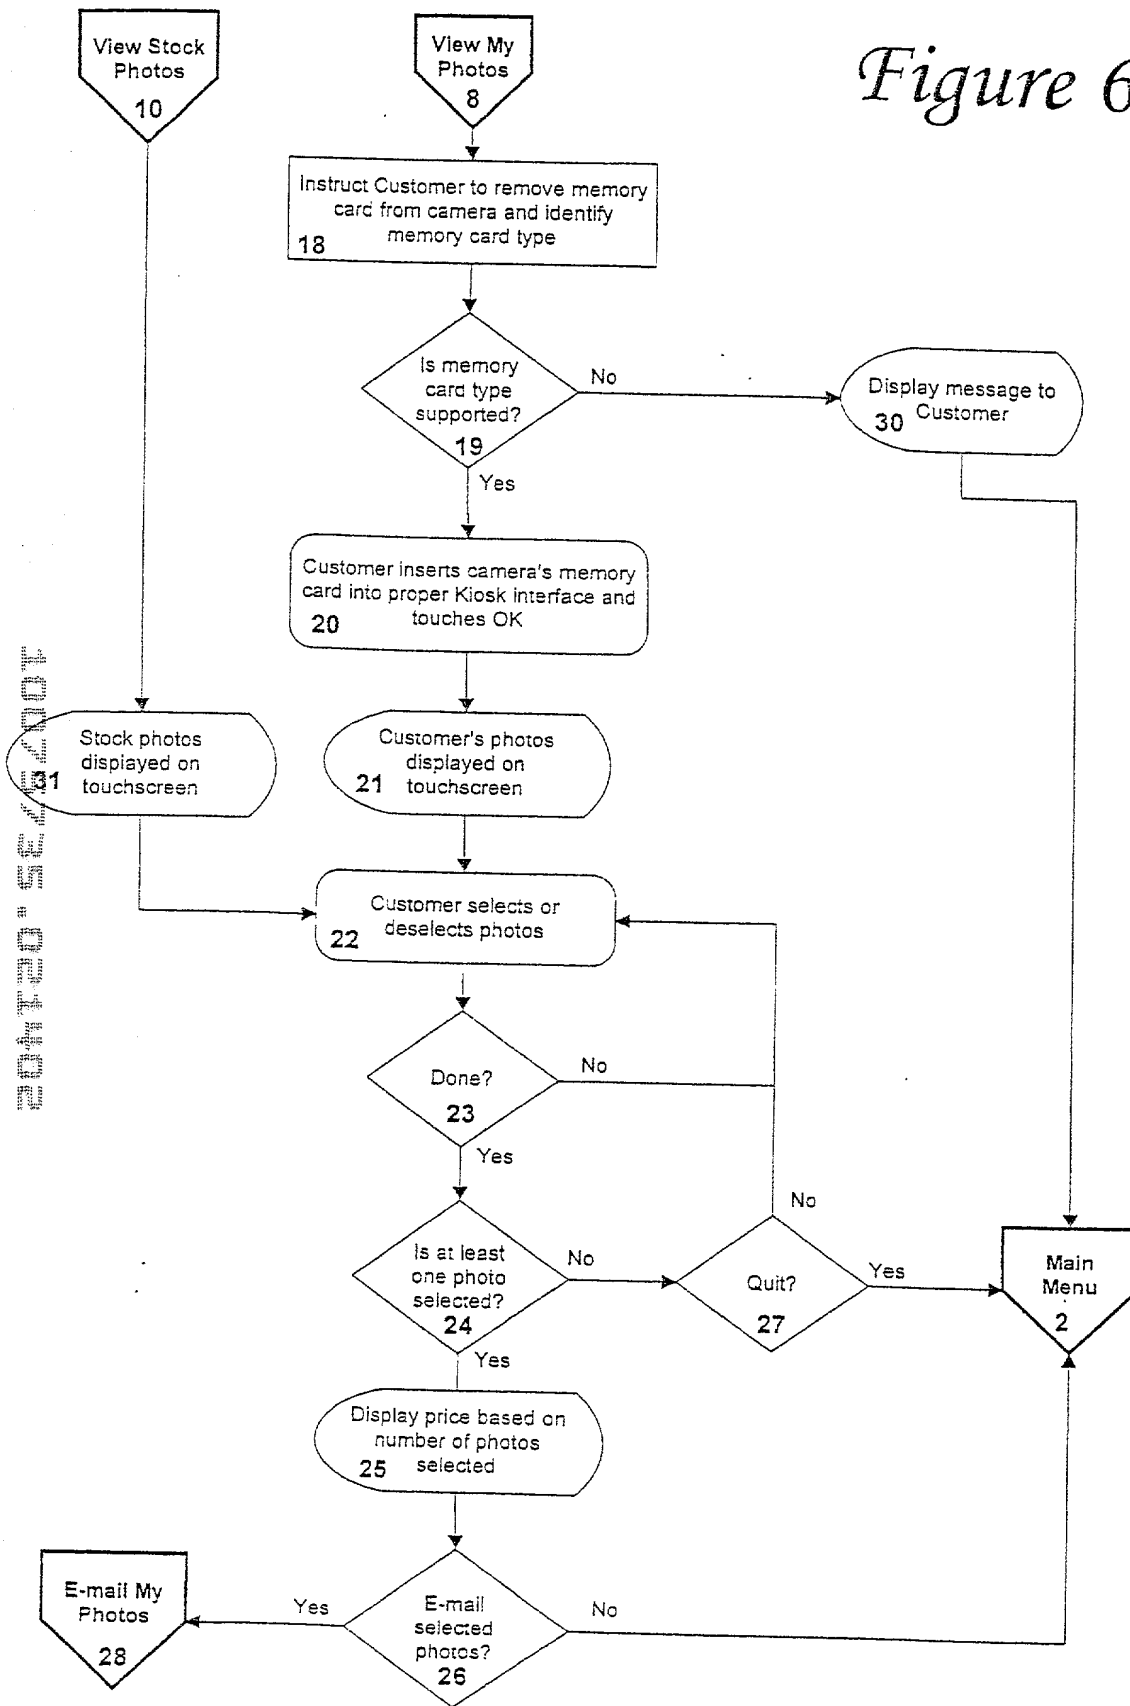 View Stock
Photos
10
View My
Photos
8
Figure 6
Instruct Customer to remove memory
card from camera and identify
memory card type
18
Is memory
card type
supported?
19
No
Yes
Display message to
Customer
30
Customer inserts camera's memory
card into proper Kiosk interface and
touches OK
20
Stock photos
displayed on
touchscreen
31
Customer's photos
displayed on
touchscreen
21
Customer selects or
deselects photos
22
Done?
23
No
Yes
Is at least
one photo
selected?
24
No
Yes
Quit?
27
No
Yes
Main
Menu
2
Display price based on
number of photos
selected
25
E-mail
selected
photos?
26
Yes
No
E-mail My
Photos
28